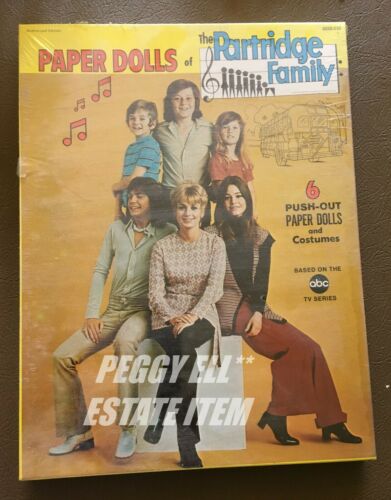 PAPER DOLLS of
The Partridge
Family
6
PUSH-OUT
PAPER DOLLS
and
Costumes
BASED ON THE
abc
TV SERIES
PEGGY ELL**
ESTATE ITEM